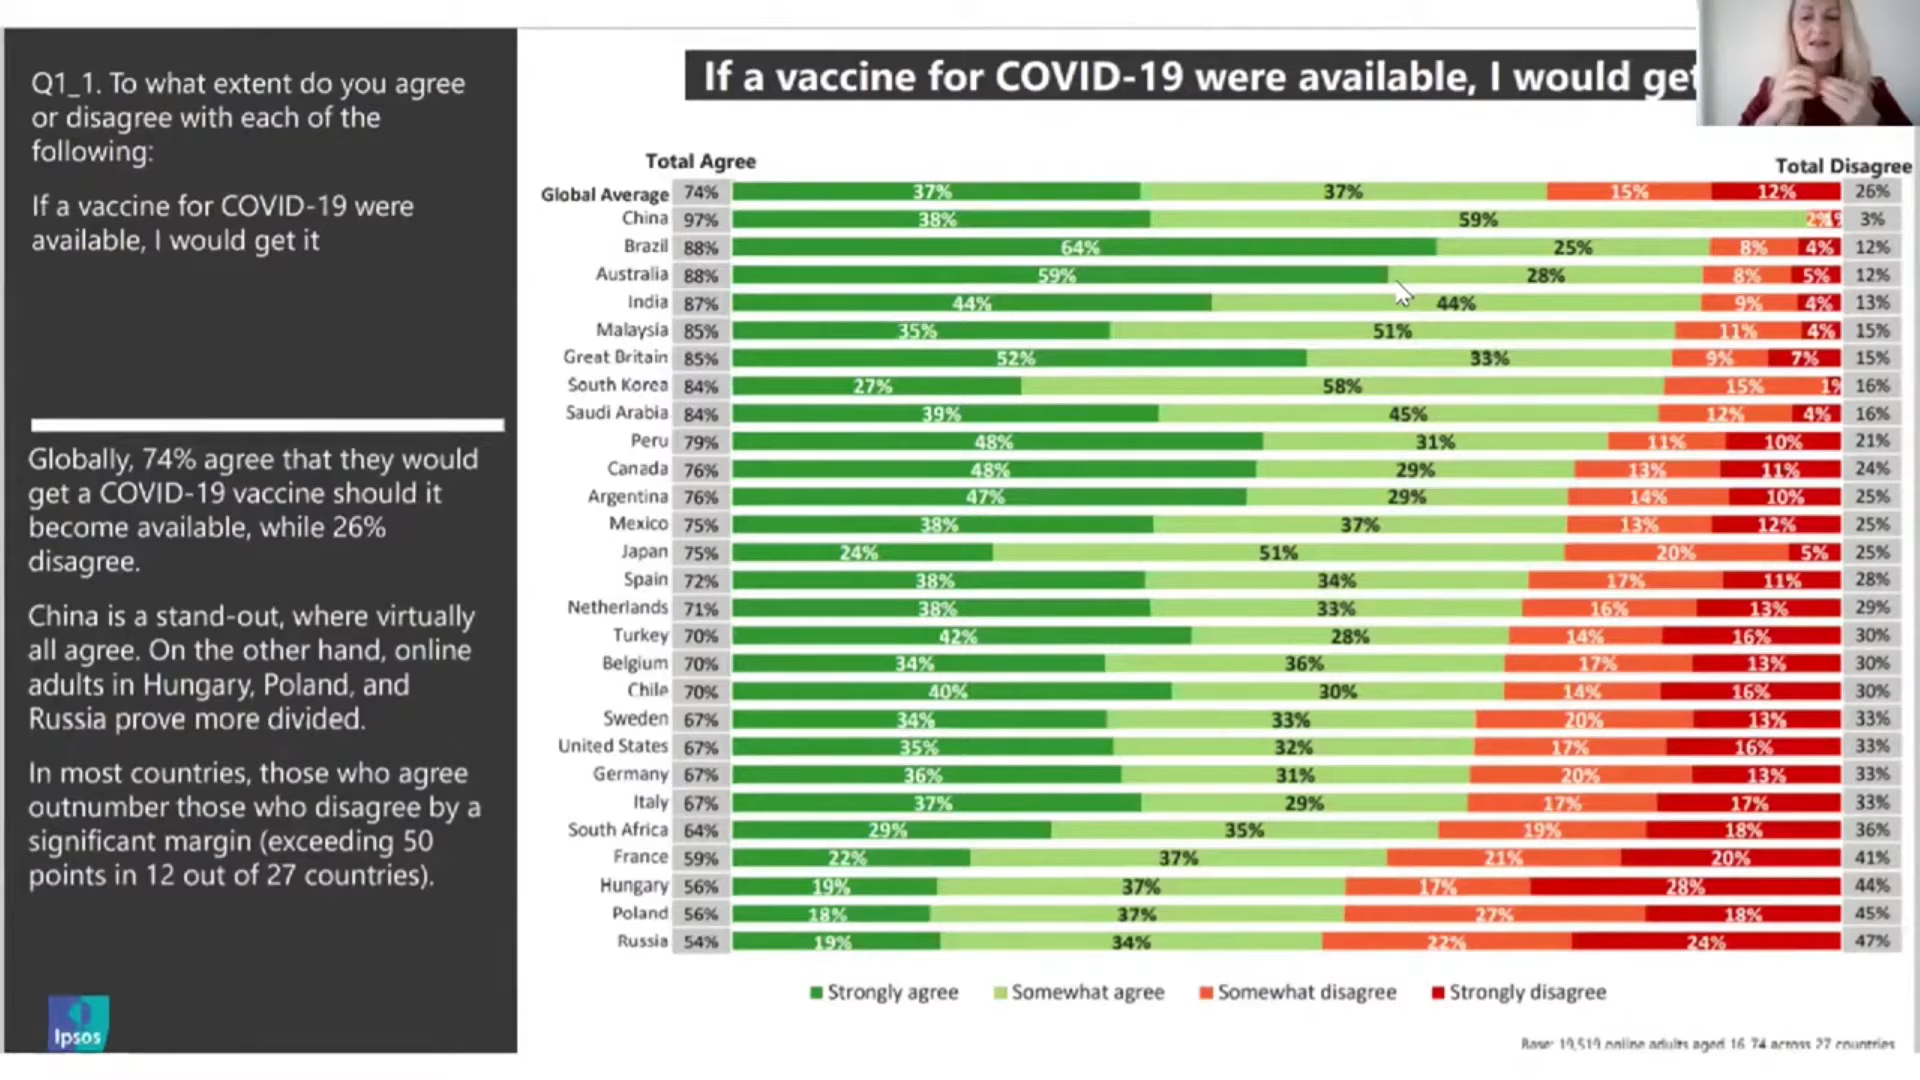 Q1_1. To what extent do you agree
or disagree with each of the
following:
If a vaccine for COVID-19 were
available, I would get it
Globally, 74% agree that they would
get a COVID-19 vaccine should it
become available, while 26%
disagree.
China is a stand-out, where virtually
all agree. On the other hand, online
adults in Hungary, Poland, and
Russia prove more divided.
In most countries, those who agree
outnumber those who disagree by a
significant margin (exceeding 50
points in 12 out of 27 countries).
Ipsos
If a vaccine for COVID-19 were available, I would get
Total Agree Total Disagree
Global Average 74% 37% 37% 15% 12% 26%
China 97% 38% 59% 2% 1% 3%
Brazil 88% 64% 25% 8% 4% 12%
Australia 88% 59% 28% 8% 5% 12%
India 87% 44% 44% 9% 4% 13%
Malaysia 85% 35% 51% 11% 4% 15%
Great Britain 85% 52% 33% 9% 7% 15%
South Korea 84% 27% 58% 15% 1% 16%
Saudi Arabia 84% 39% 45% 12% 4% 16%
Peru 79% 48% 31% 11% 10% 21%
Canada 76% 48% 29% 13% 11% 24%
Argentina 76% 47% 29% 14% 10% 25%
Mexico 75% 38% 37% 13% 12% 25%
Japan 75% 24% 51% 20% 5% 25%
Spain 72% 38% 34% 17% 11% 28%
Netherlands 71% 38% 33% 16% 13% 29%
Turkey 70% 42% 28% 14% 16% 30%
Belgium 70% 34% 36% 17% 13% 30%
Chile 70% 40% 30% 14% 16% 30%
Sweden 67% 34% 33% 20% 13% 33%
United States 67% 35% 32% 17% 16% 33%
Germany 67% 36% 31% 20% 13% 33%
Italy 67% 37% 29% 17% 17% 33%
South Africa 64% 29% 35% 19% 18% 36%
France 59% 22% 37% 21% 20% 41%
Hungary 56% 19% 37% 17% 28% 44%
Poland 56% 18% 37% 27% 18% 45%
Russia 54% 19% 34% 22% 24% 47%
Strongly agree Somewhat agree Somewhat disagree Strongly disagree
Base: 19,519 online adults aged 16-74 across 27 countries